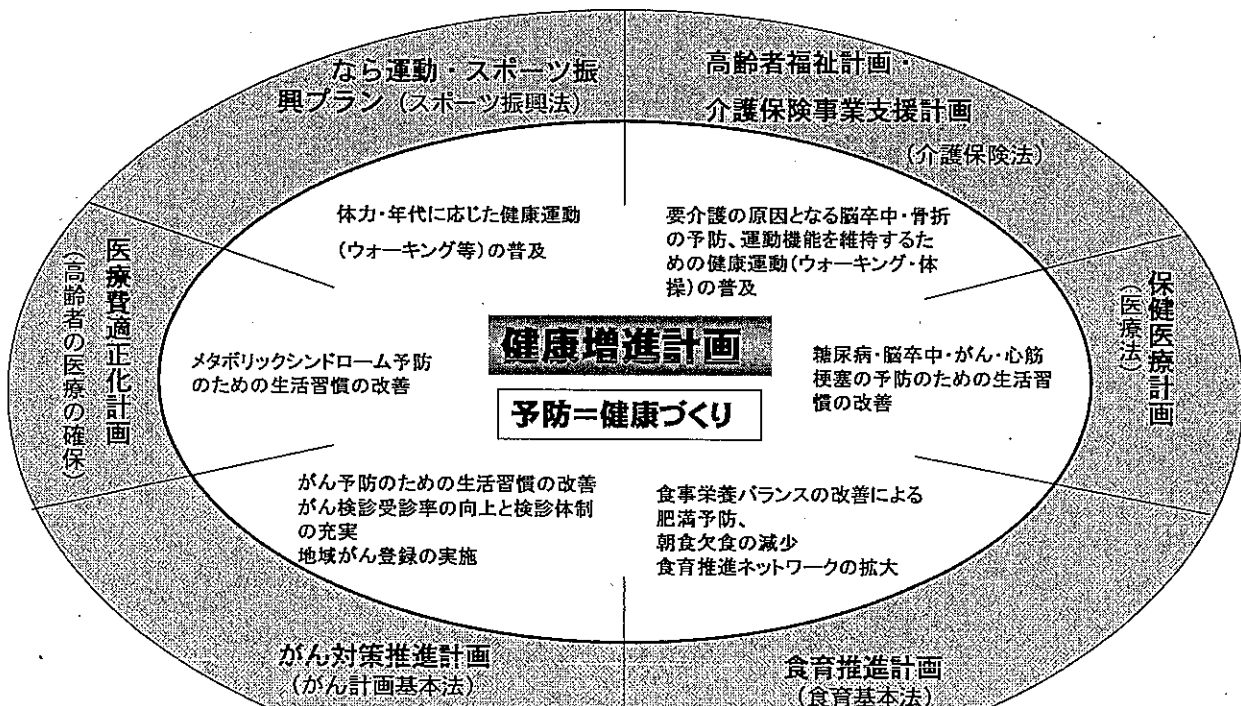 なら運動・スポーツ振
興プラン（スポーツ振興法）
高齢者福祉計画・
介護保険事業支援計画
（介護保険法）
体力・年代に応じた健康運動
（ウォーキング等）の普及
要介護の原因となる脳卒中・骨折
の予防、運動機能を維持するた
めの健康運動（ウォーキング・体
操）の普及
医療費適正化計画
（高齢者の医療の確保）
メタボリックシンドローム予防
のための生活習慣の改善
健康増進計画
予防＝健康づくり
糖尿病・脳卒中・がん・心筋
梗塞の予防のための生活習
慣の改善
保健医療計画
（医療法）
がん予防のための生活習慣の改善
がん検診受診率の向上と検診体制
の充実
地域がん登録の実施
食事栄養バランスの改善による
肥満予防、
朝食欠食の減少
食育推進ネットワークの拡大
がん対策推進計画
（がん計画基本法）
食育推進計画
（食育基本法）